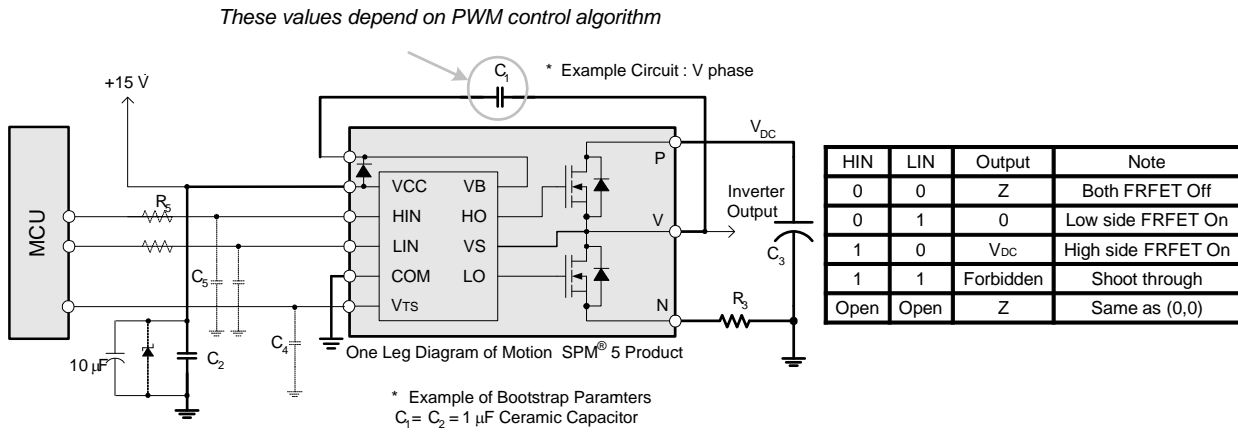 These values depend on PWM control algorithm
C1
* Example Circuit : V phase
+15 V
VDC
MCU
R5
C5
10 µF
C2
C4
VCC VB
HIN HO
LIN VS
COM LO
VTS
P
V
N
Inverter
Output
C3
R3
One Leg Diagram of Motion SPM® 5 Product
* Example of Bootstrap Paramters
C1= C2 = 1 µF Ceramic Capacitor
HIN LIN Output Note
0 0 Z Both FRFET Off
0 1 0 Low side FRFET On
1 0 VDC High side FRFET On
1 1 Forbidden Shoot through
Open Open Z Same as (0,0)